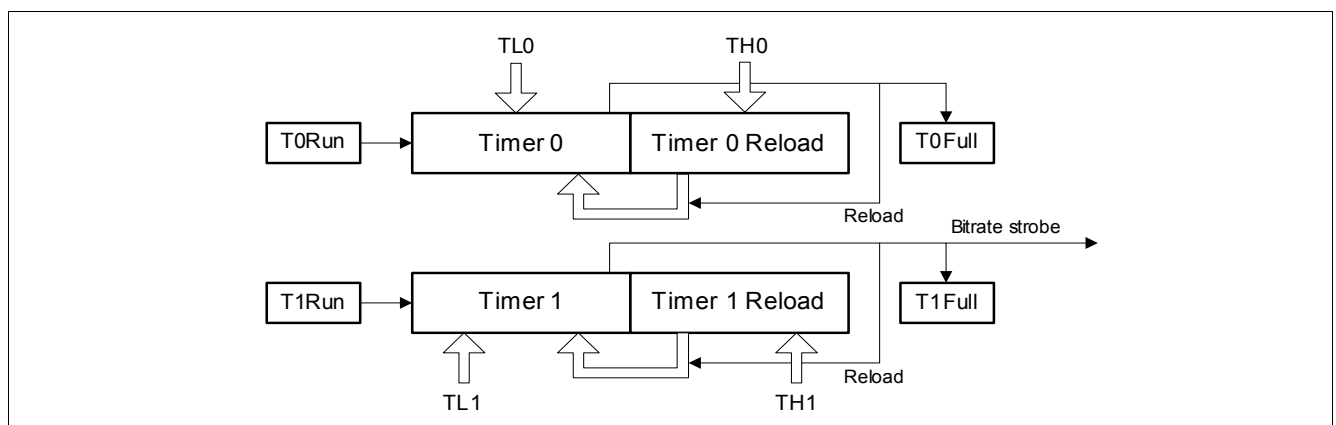 TL0 TH0
T0Run Timer 0 Timer 0 Reload T0Full
Reload
Bitrate strobe
T1Run Timer 1 Timer 1 Reload T1Full
Reload
TL1 TH1